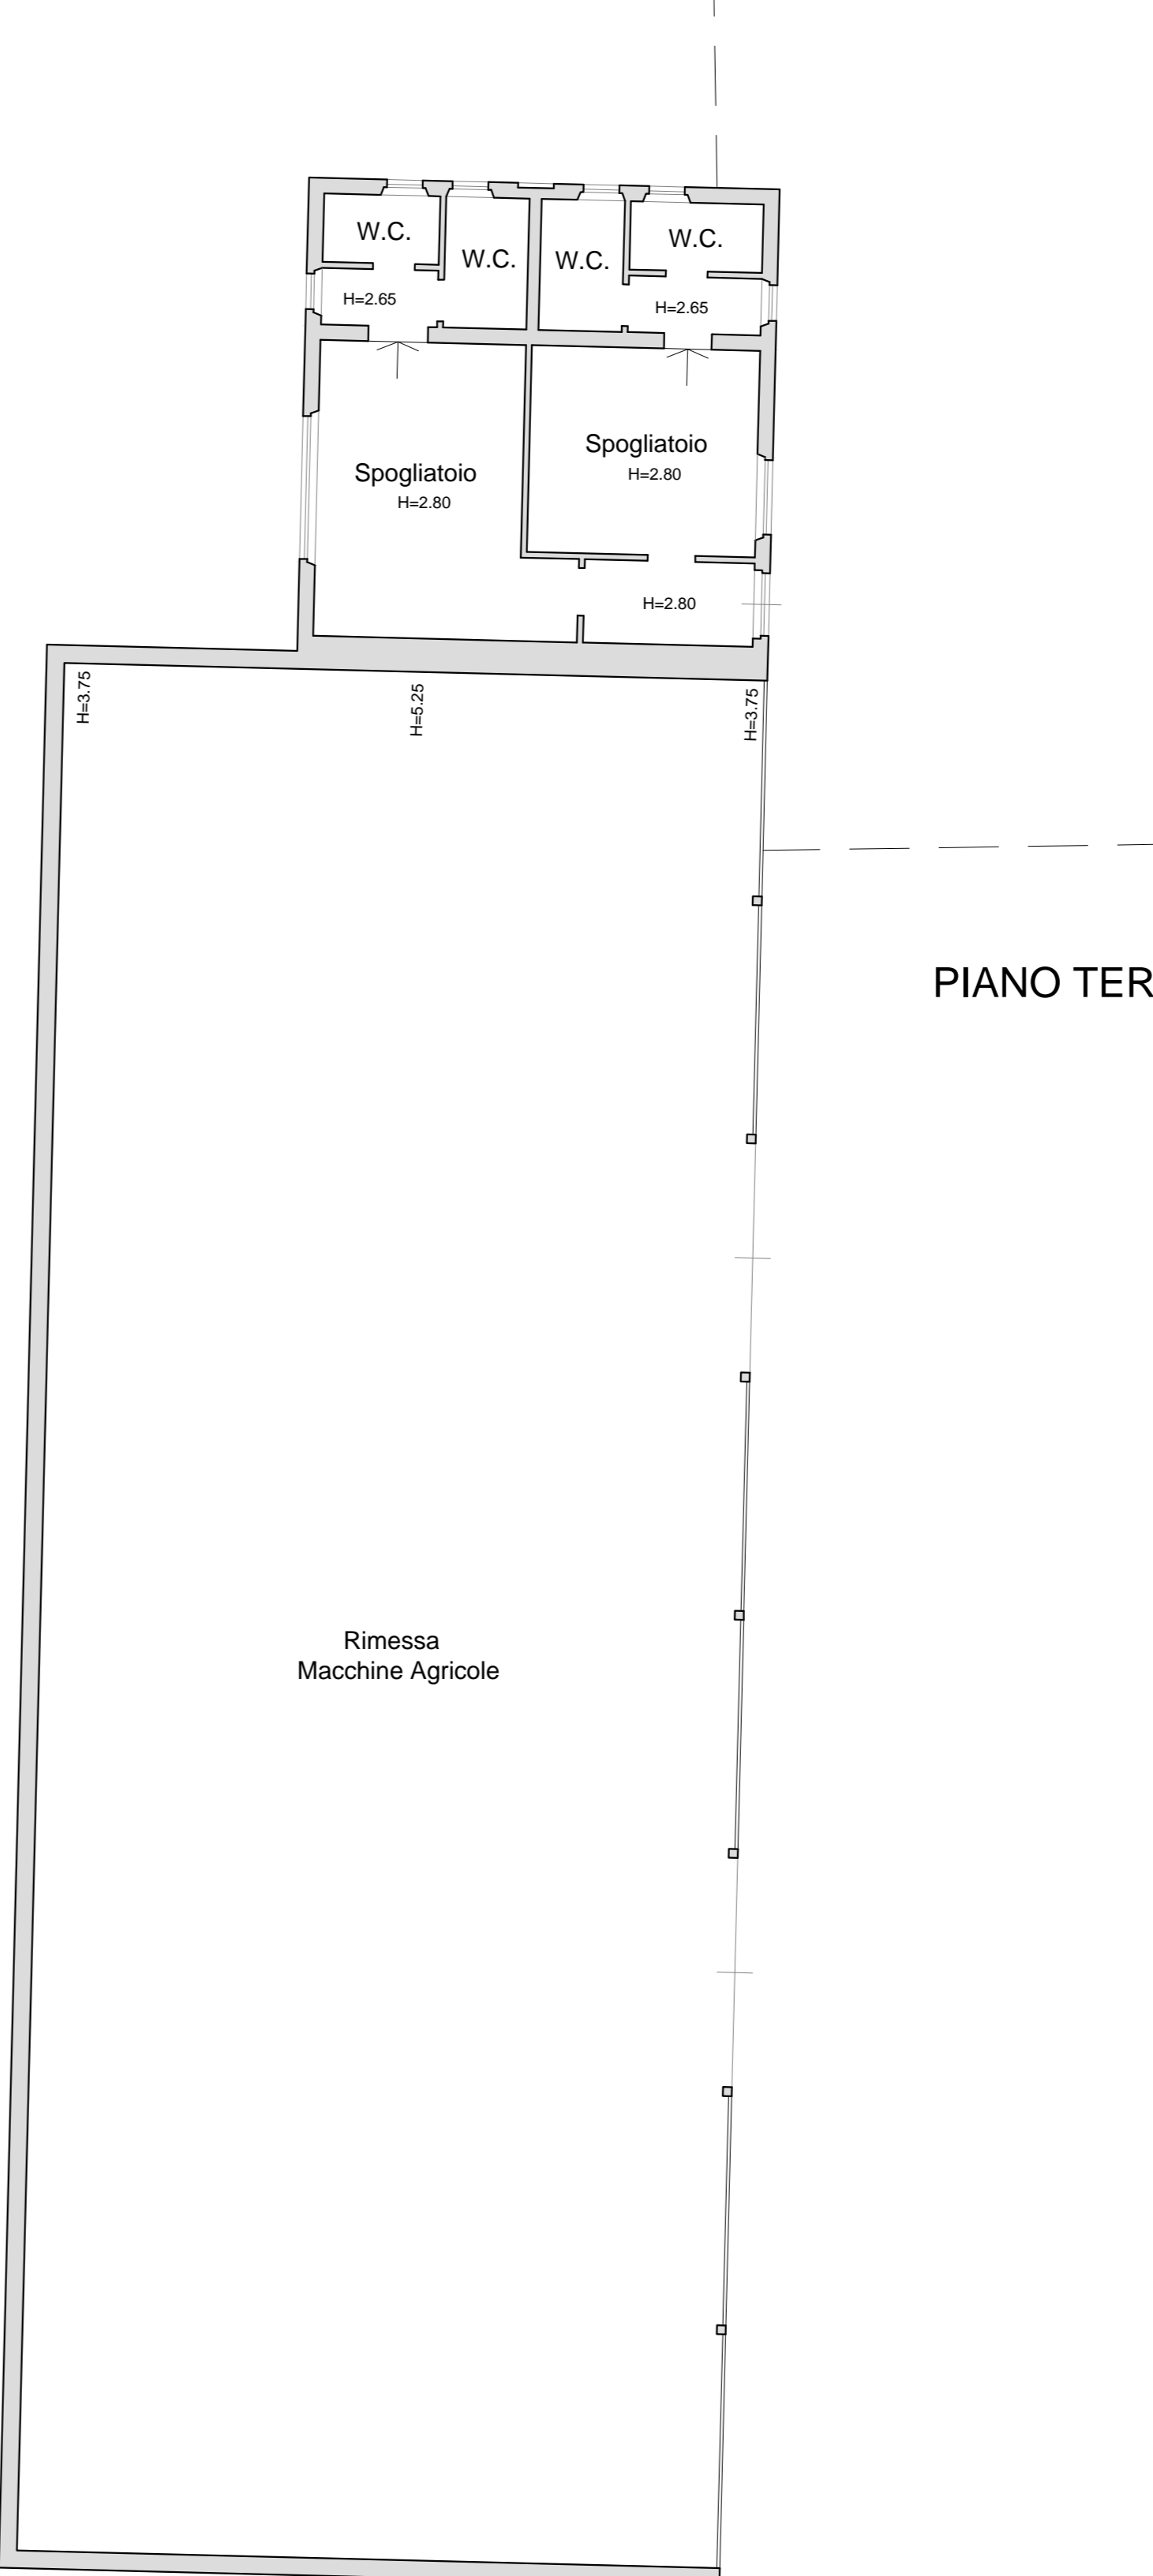 W.C.
W.C.
W.C.
W.C.
H=2.65
H=2.65
Spogliatoio
H=2.80
Spogliatoio
H=2.80
H=2.80
H=3.75
H=5.25
H=3.75
PIANO TER
Rimessa
Macchine Agricole